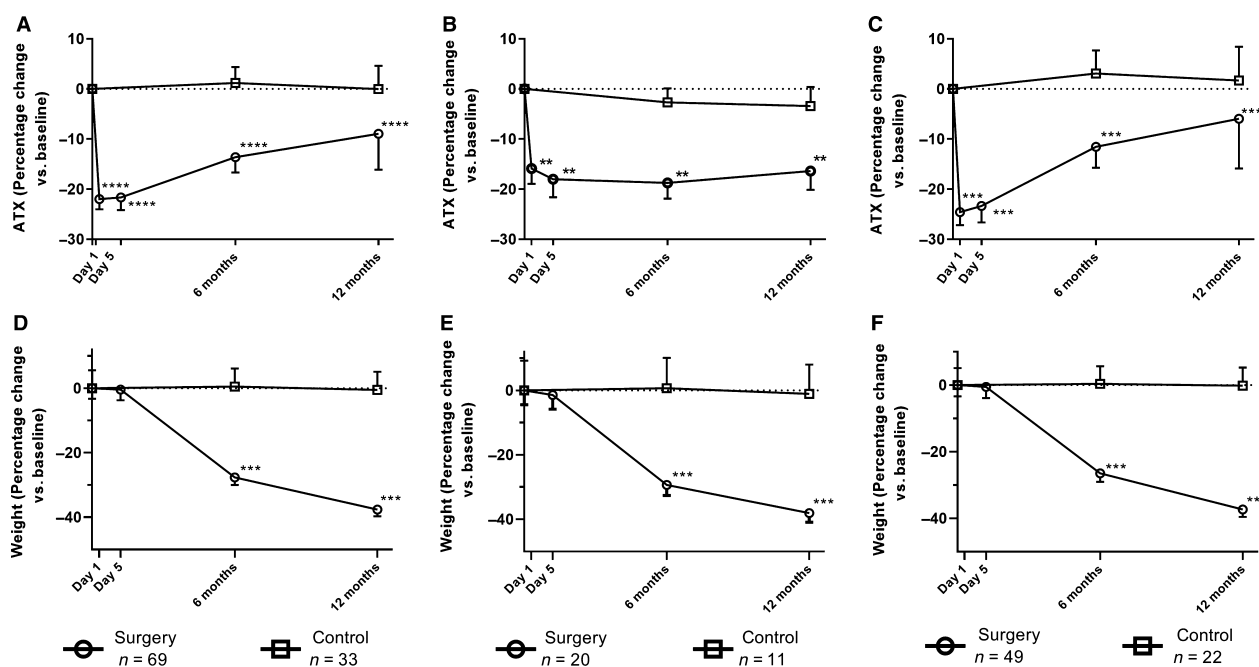 A
ATX (Percentage change
vs. baseline)
10
0
–10
–20
–30
****
****
****
****
Day 1
Day 5
6 months
12 months
B
ATX (Percentage change
vs. baseline)
10
0
–10
–20
–30
**
**
**
**
Day 1
Day 5
6 months
12 months
C
ATX (Percentage change
vs. baseline)
10
0
–10
–20
–30
***
***
***
***
Day 1
Day 5
6 months
12 months
D
Weight (Percentage change
vs. baseline)
0
–20
–40
***
***
Day 1
Day 5
6 months
12 months
E
Weight (Percentage change
vs. baseline)
0
–20
–40
***
***
Day 1
Day 5
6 months
12 months
F
Weight (Percentage change
vs. baseline)
0
–20
–40
***
**
Day 1
Day 5
6 months
12 months
Surgery
n = 69
Control
n = 33
Surgery
n = 20
Control
n = 11
Surgery
n = 49
Control
n = 22